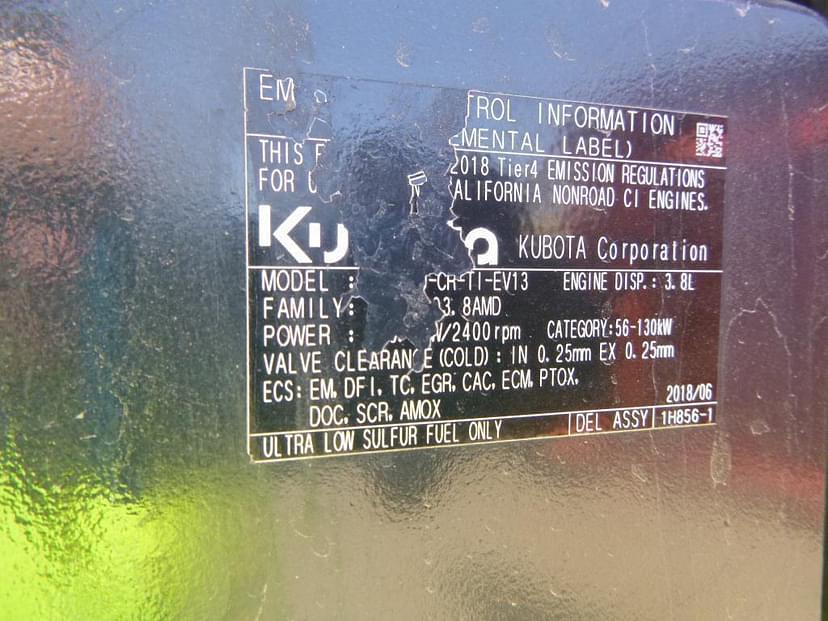 EM TROL INFORMATION
EMENTAL LABEL)
THIS 2018 Tier4 EMISSION REGULATIONS
FOR CALIFORNIA NONROAD CI ENGINES.
KUBOTA Corporation
MODEL : -CR-TI-EV13 ENGINE DISP.: 3.8L
FAMILY: 03.8AMD
POWER : /2400rpm CATEGORY:56-130kW
VALVE CLEARANCE (COLD) : IN 0.25mm EX 0.25mm
ECS: EM, DFI, TC, EGR, CAC, ECM, PTOX,
2018/06
DOC, SCR, AMOX
ULTRA LOW SULFUR FUEL ONLY DEL ASSY 1H856-1